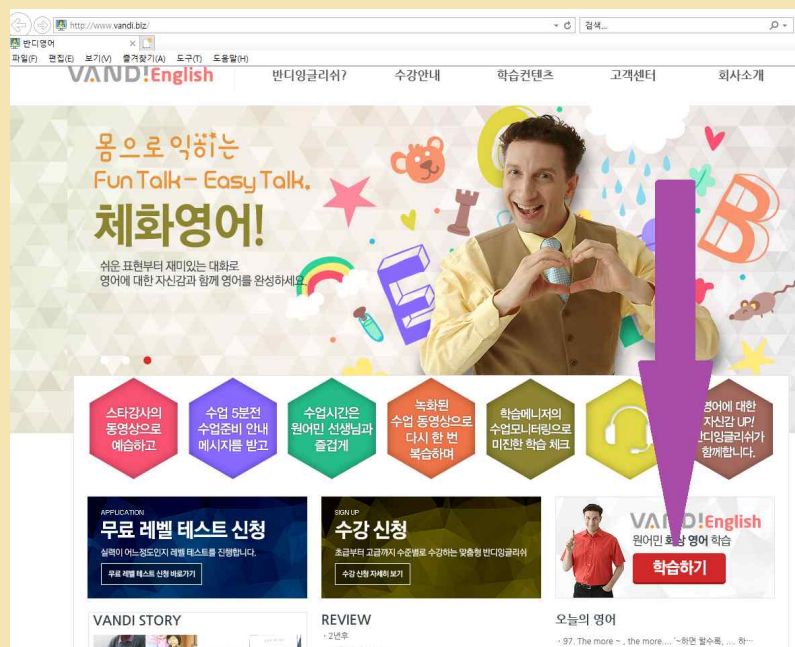 http://www.vandi.biz/
검색...
반디영어
파일(F) 편집(E) 보기(V) 즐겨찾기(A) 도구(T) 도움말(H)
VANDI!English
반디잉글리쉬? 수강안내 학습컨텐츠 고객센터 회사소개
몸으로 익히는
Fun Talk - Easy Talk.
체화영어!
쉬운 표현부터 재미있는 대화로
영어에 대한 자신감과 함께 영어를 완성하세요.
스타강사의
동영상으로
예습하고
수업 5분전
수업준비 안내
메시지를 받고
수업시간은
원어민 선생님과
즐겁게
녹화된
수업 동영상으로
다시 한 번
복습하며
학습메니저의
수업모니터링으로
미진한 학습 체크
영어에 대한
자신감 UP!
반디잉글리쉬가
함께합니다.
APPLICATION
무료 레벨 테스트 신청
실력이 어느정도인지 레벨 테스트를 진행합니다.
무료 레벨 테스트 신청 바로가기
SIGN UP
수강 신청
초급부터 고급까지 수준별로 수강하는 맞춤형 반디잉글리쉬
수강 신청 자세히 보기
English
원어민 화상 영어 학습
학습하기
VANDI STORY
REVIEW
· 2년후
오늘의 영어
· 97. The more ~ , the more.... '~하면 할수록, .... 하…